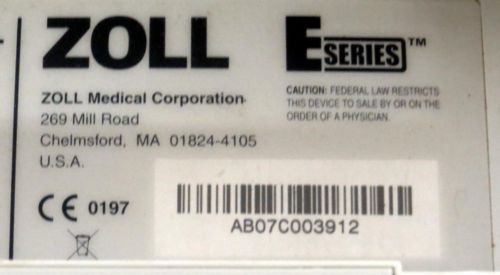 ZOLL
E SERIES™
ZOLL Medical Corporation
269 Mill Road
Chelmsford, MA 01824-4105
U.S.A.
CAUTION: FEDERAL LAW RESTRICTS
THIS DEVICE TO SALE BY OR ON THE
ORDER OF A PHYSICIAN.
CE 0197
AB07C003912